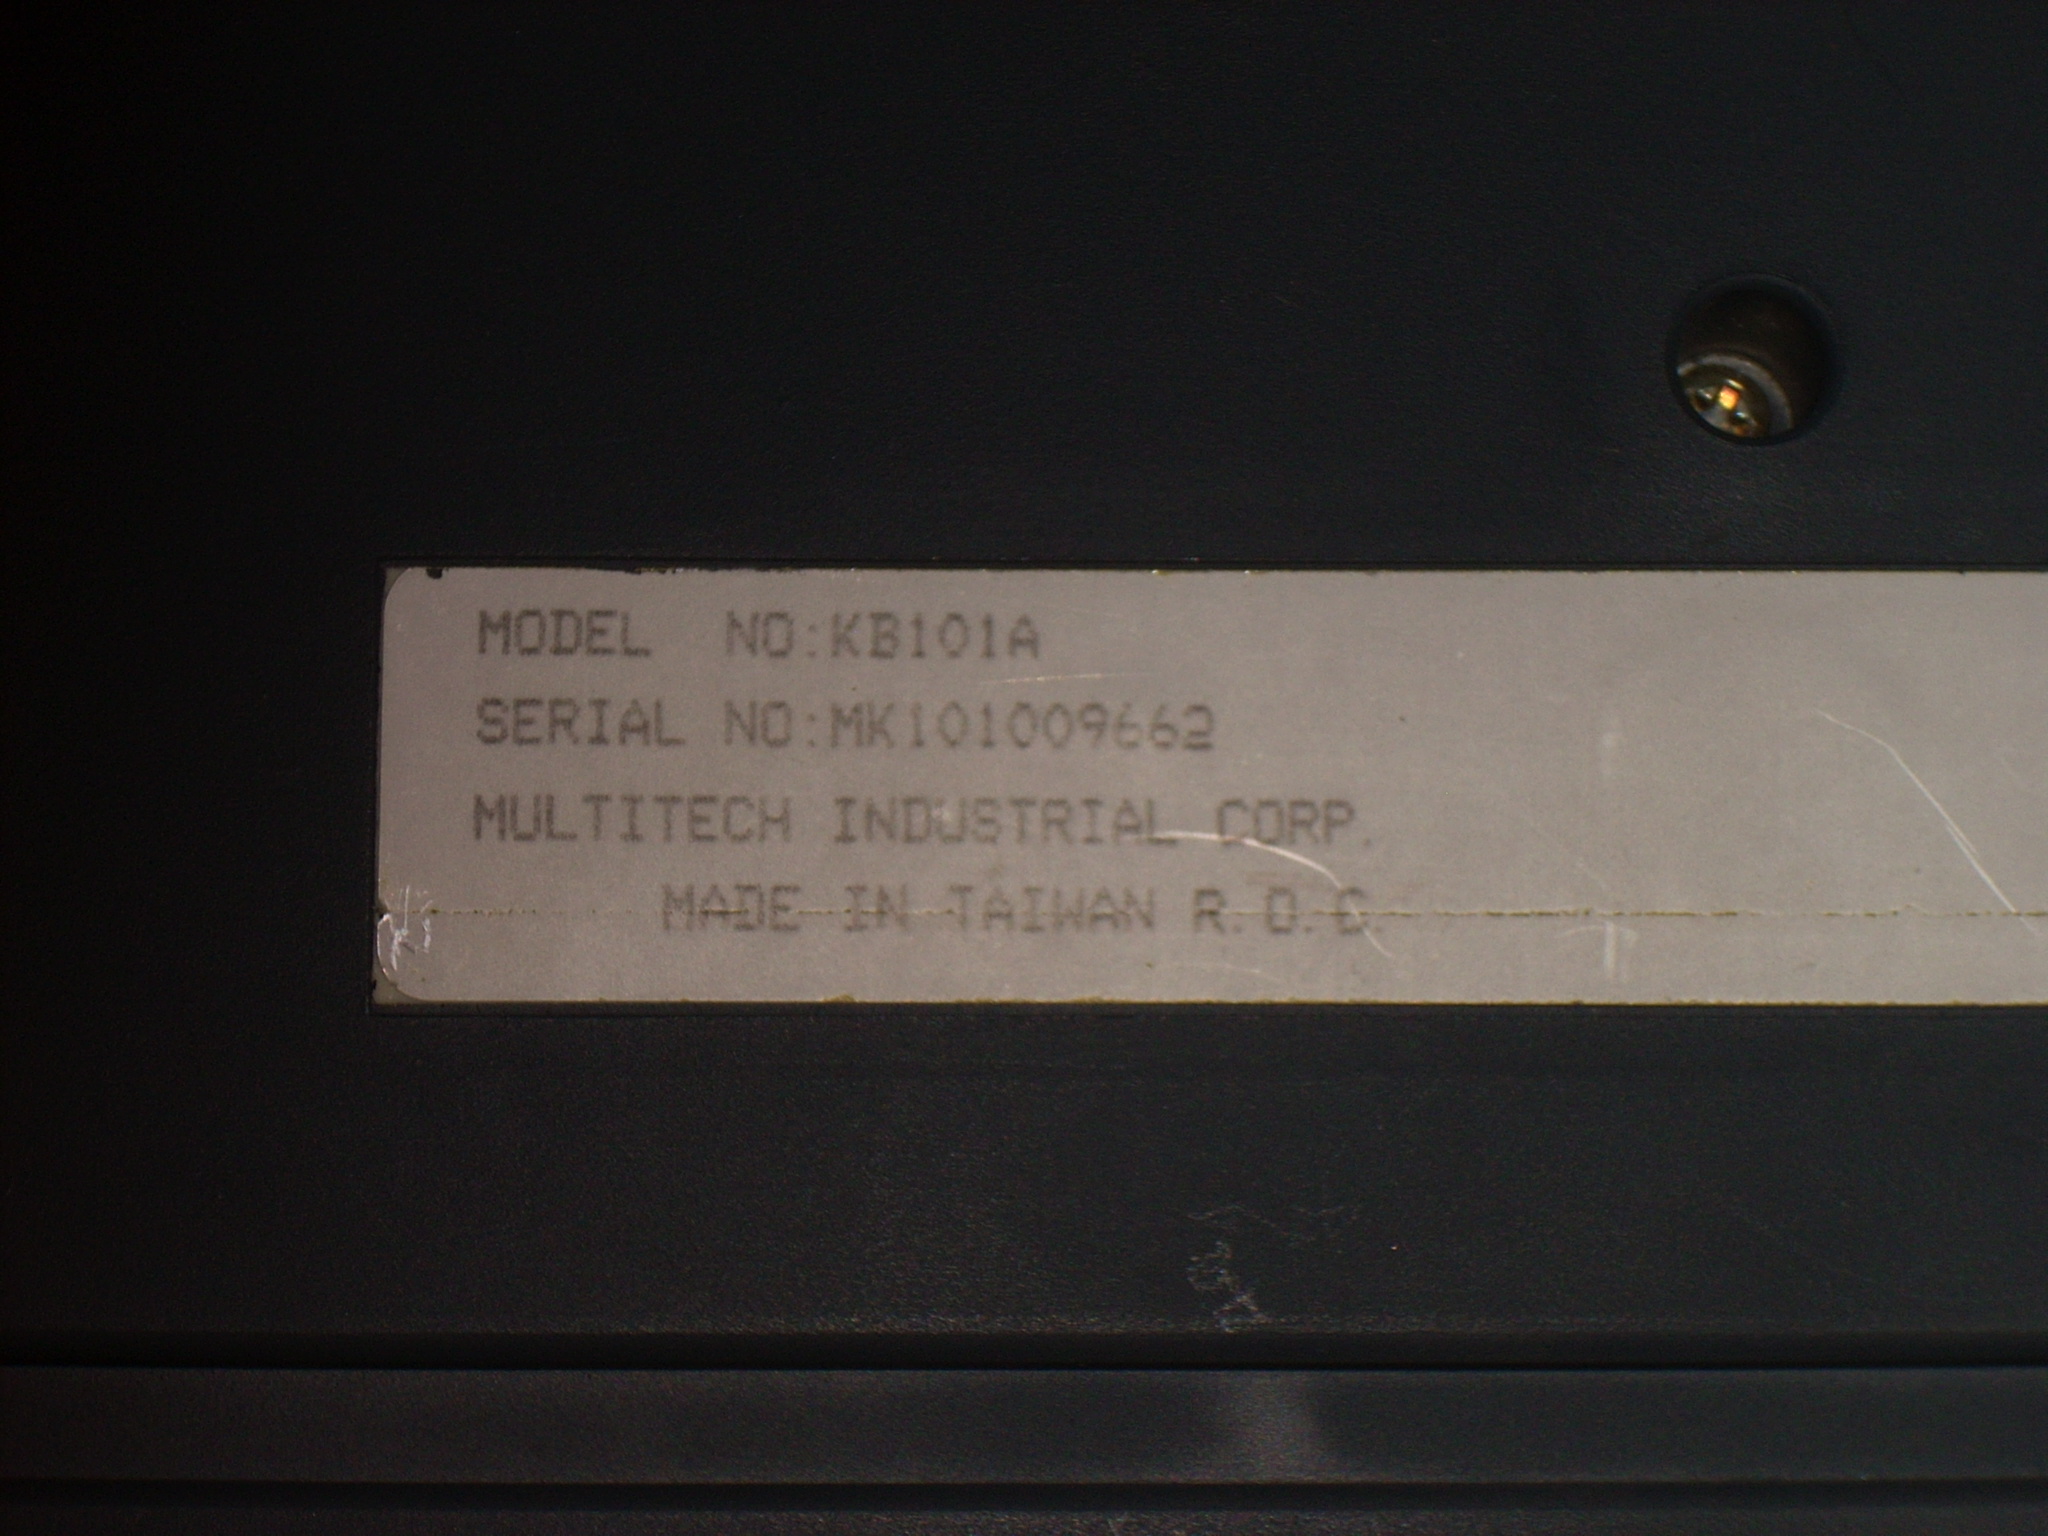 MODEL NO:KB101A
SERIAL NO:MK101009662
MULTITECH INDUSTRIAL CORP.
MADE IN TAIWAN R.O.C.